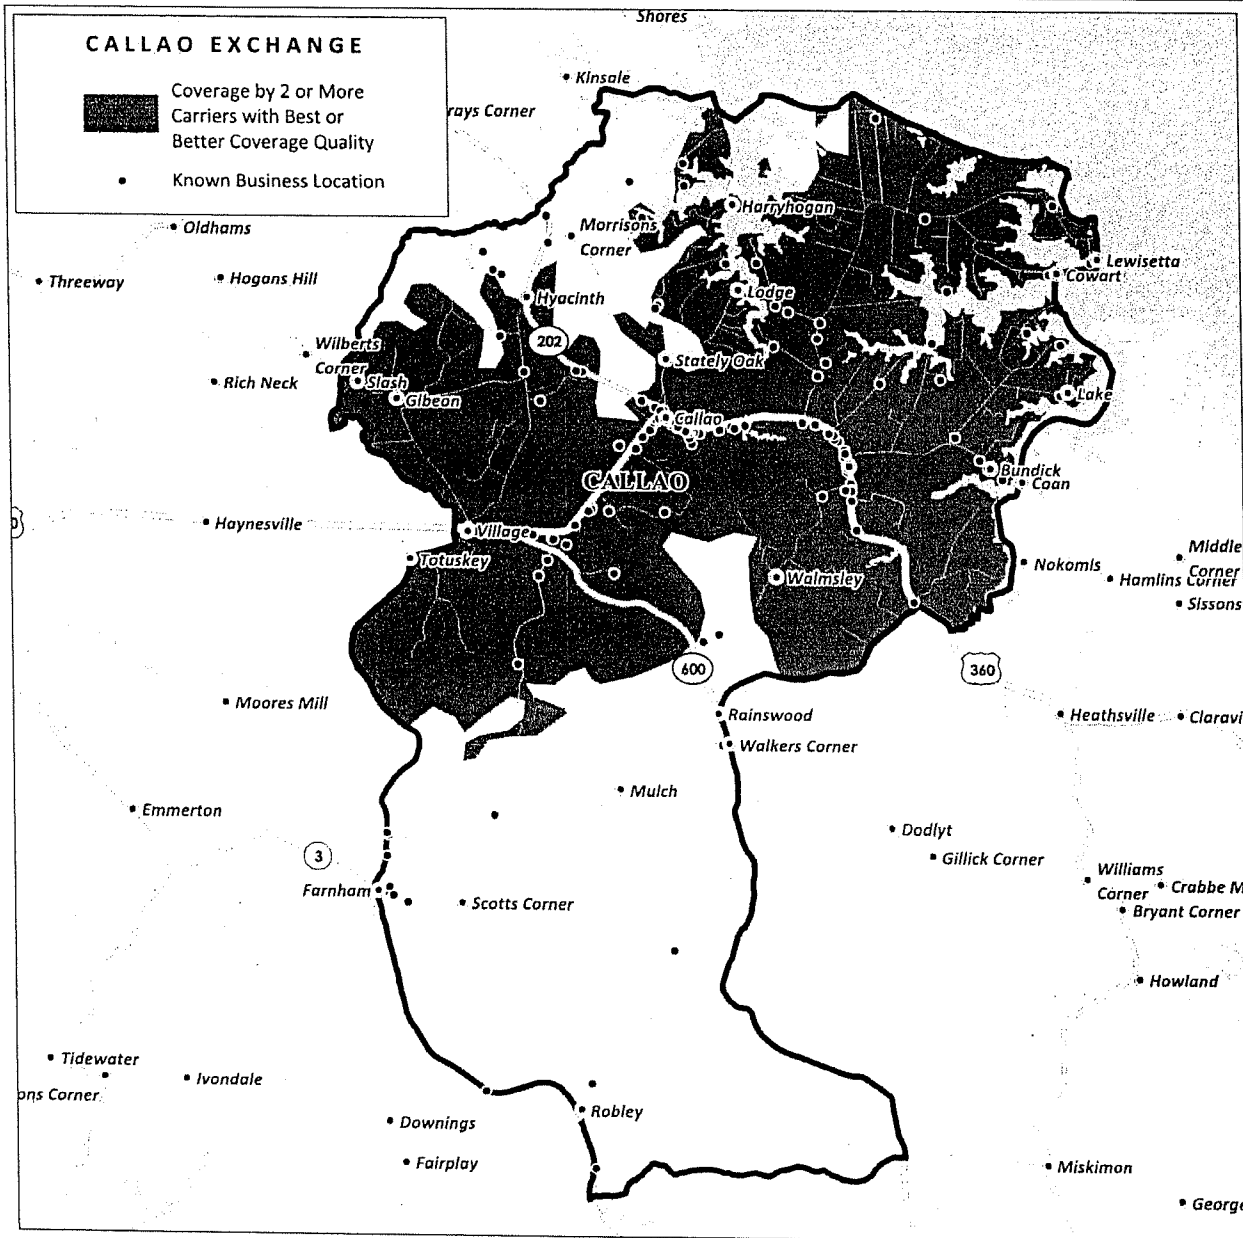 Shores
CALLAO EXCHANGE
Coverage by 2 or More
Carriers with Best or
Better Coverage Quality
Known Business Location
Kinsale
rays Corner
Oldhams
Threeway
Hogans Hill
Morrisons
Corner
Harryhogan
Lewisetta
Cowart
Hyacinth
Lodge
202
Wilberts
Corner
Rich Neck
Slash
Gibeon
Stately Oak
Lake
Callao
CALLAO
Bundick
Coan
Haynesville
Village
Totuskey
Walmsley
Nokomis
Middle
Corner
Hamlins Corner
Sissons
600
360
Moores Mill
Rainswood
Heathsville
Claravi
Walkers Corner
Mulch
Emmerton
Dodlyt
3
Gillick Corner
Williams
Corner
Crabbe M
Farnham
Scotts Corner
Bryant Corner
Howland
Tidewater
ons Corner
Ivondale
Robley
Downings
Fairplay
Miskimon
George